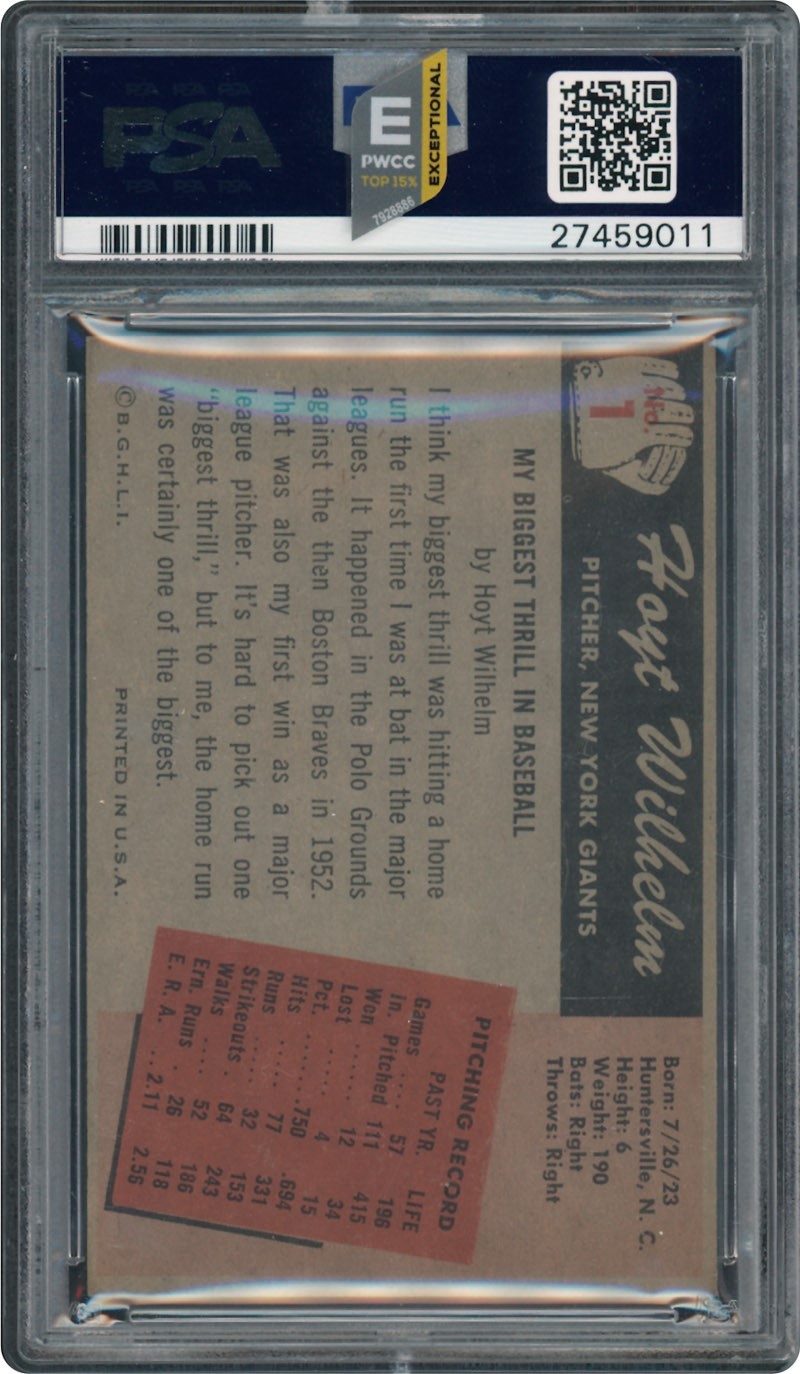 PSA PSA PSA
PSA
PSA PSA PSA
E
PWCC
TOP 15%
EXCEPTIONAL
7928886
27459011
No.
1
Hoyt Wilhelm
PITCHER, NEW YORK GIANTS
Born: 7/26/23
Huntersville, N. C.
Height: 6
Weight: 190
Bats: Right
Throws: Right
MY BIGGEST THRILL IN BASEBALL
by Hoyt Wilhelm
I think my biggest thrill was hitting a home
run the first time I was at bat in the major
leagues. It happened in the Polo Grounds
against the then Boston Braves in 1952.
That was also my first win as a major
league pitcher. It's hard to pick out one
“biggest thrill,” but to me, the home run
was certainly one of the biggest.
©B.G.H.L.I. PRINTED IN U.S.A.
PITCHING RECORD
PAST YR. LIFE
Games .... 57 196
In. Pitched 111 415
Won ...... 12 34
Lost ...... 4 15
Pct. ...... .750 .694
Hits ...... 77 331
Runs ...... 32 153
Strikeouts . 64 243
Walks .... 52 186
Ern. Runs . 26 118
E. R. A. ... 2.11 2.56